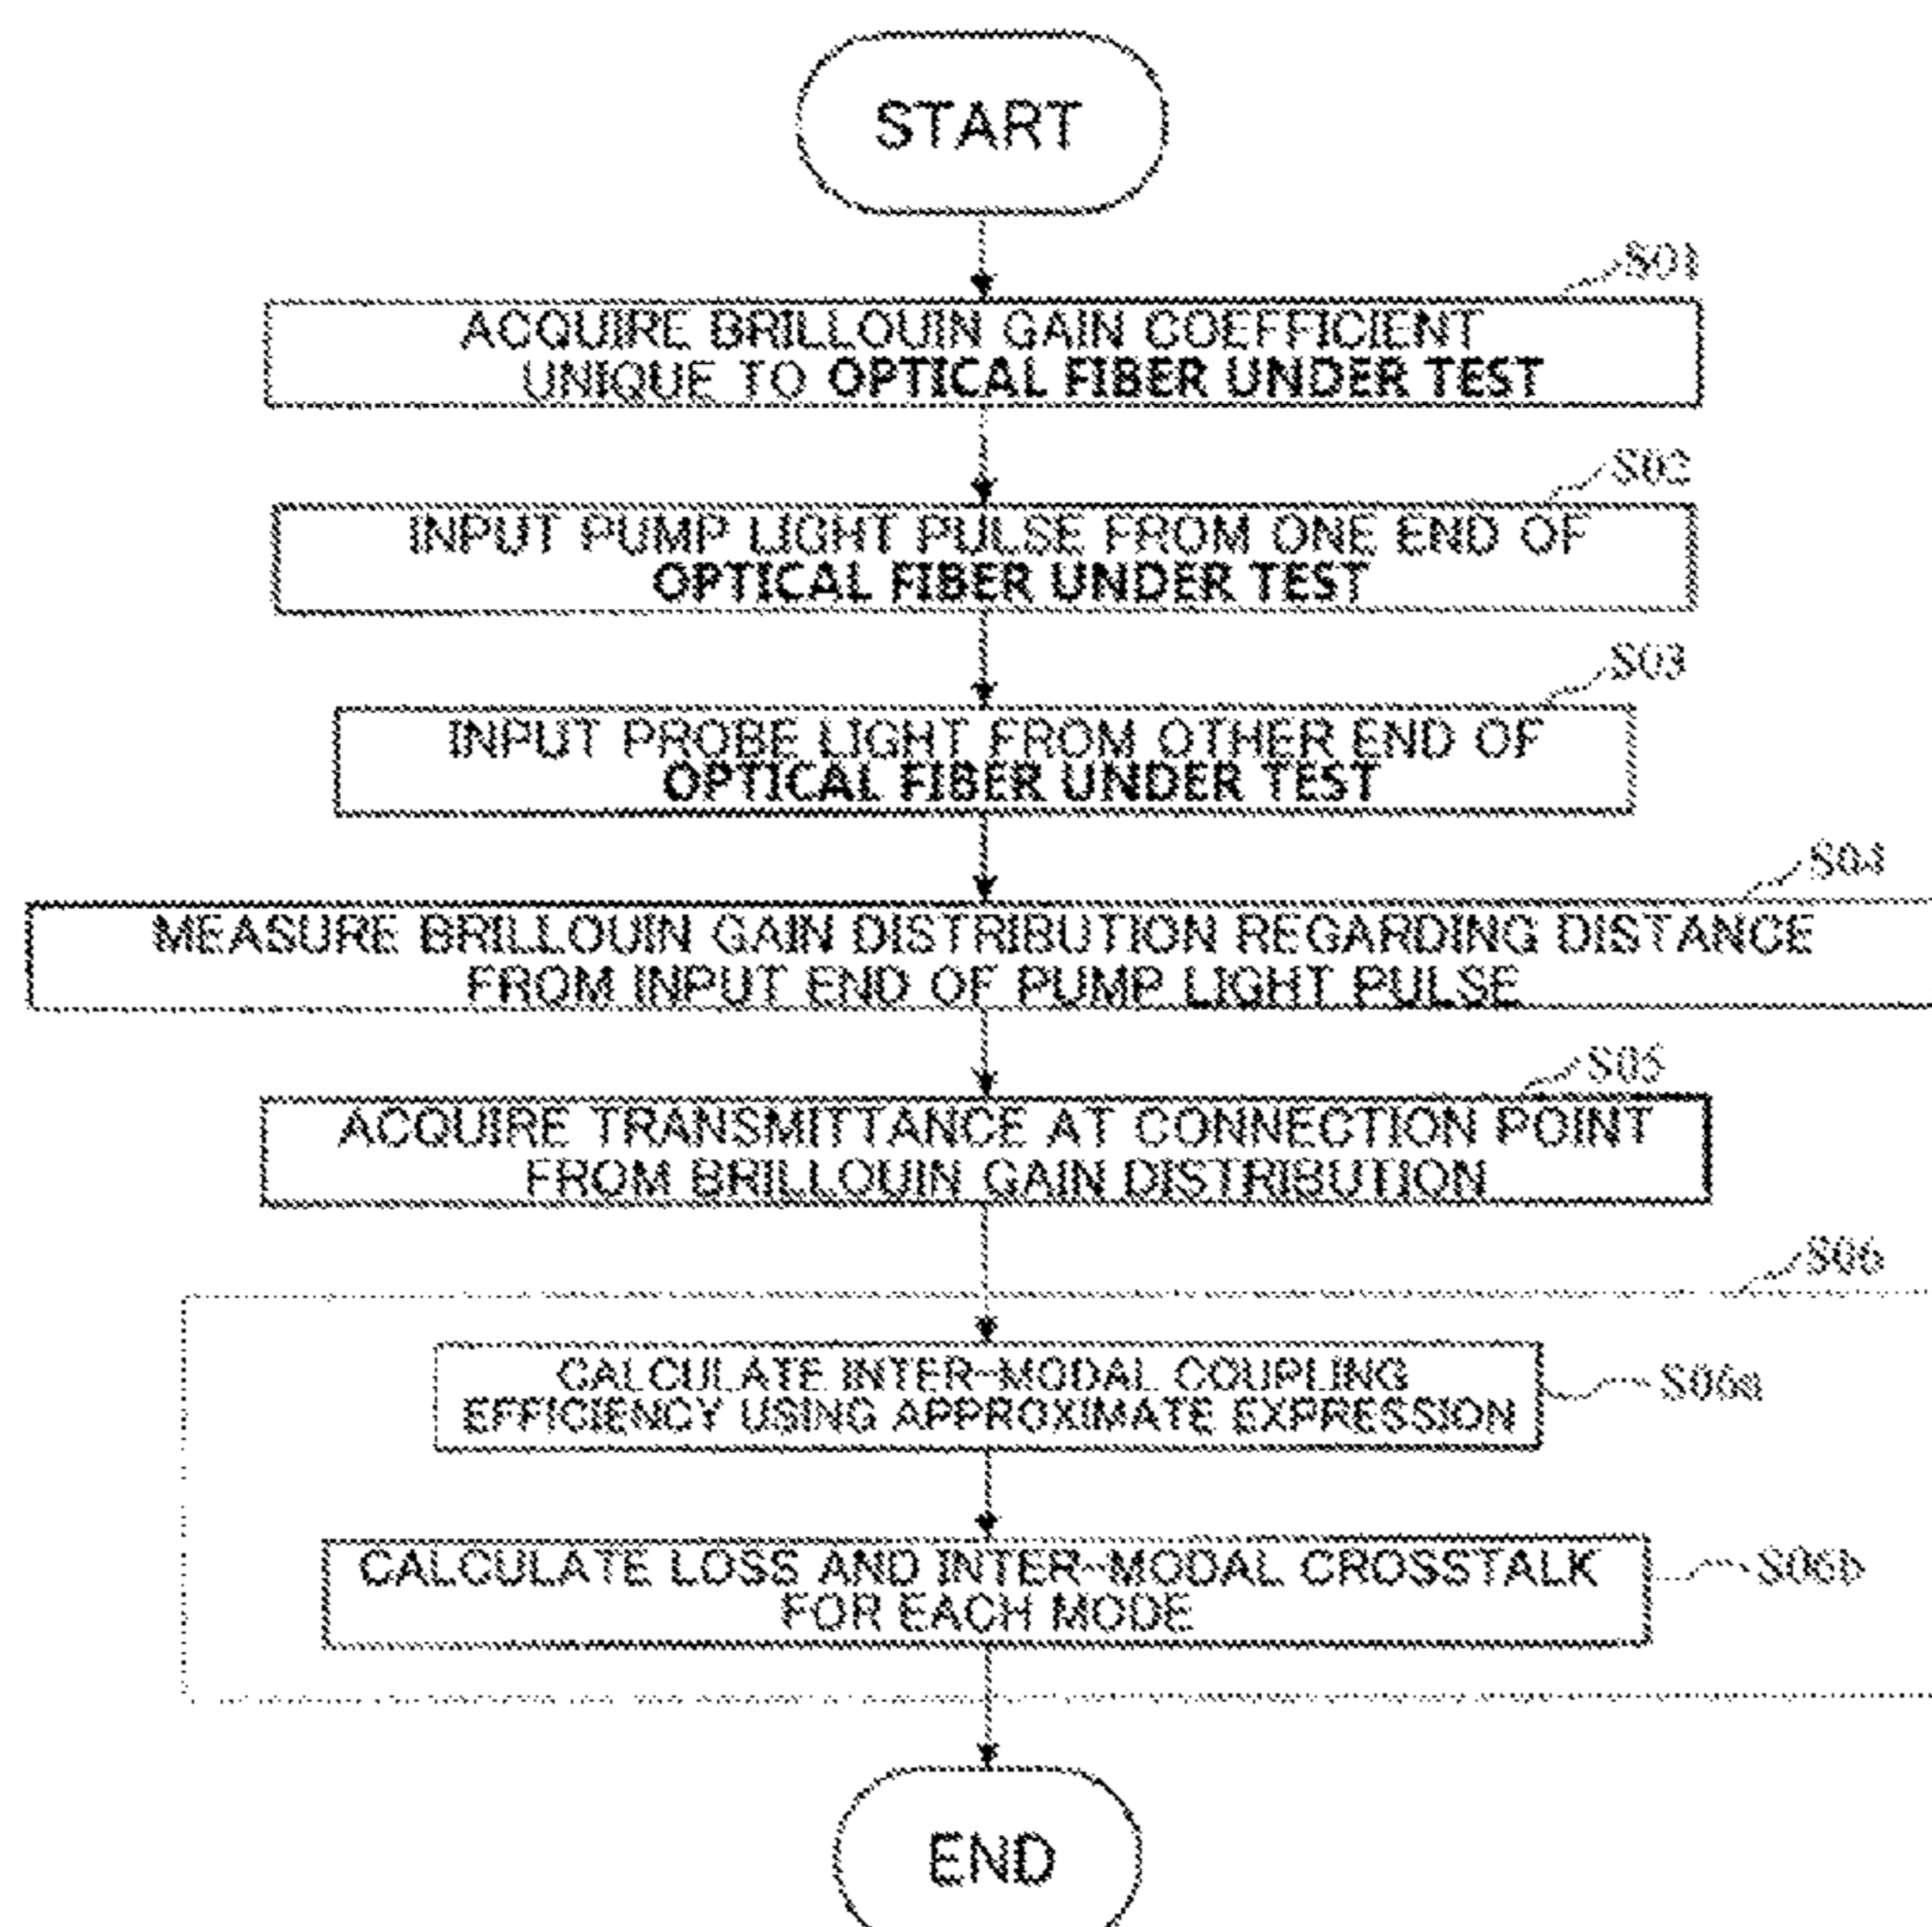 START
S01
ACQUIRE BRILLOUIN GAIN COEFFICIENT
UNIQUE TO OPTICAL FIBER UNDER TEST
S02
INPUT PUMP LIGHT PULSE FROM ONE END OF
OPTICAL FIBER UNDER TEST
S03
INPUT PROBE LIGHT FROM OTHER END OF
OPTICAL FIBER UNDER TEST
S04
MEASURE BRILLOUIN GAIN DISTRIBUTION REGARDING DISTANCE
FROM INPUT END OF PUMP LIGHT PULSE
S05
ACQUIRE TRANSMITTANCE AT CONNECTION POINT
FROM BRILLOUIN GAIN DISTRIBUTION
S06
CALCULATE INTER-MODAL COUPLING
EFFICIENCY USING APPROXIMATE EXPRESSION
S06a
CALCULATE LOSS AND INTER-MODAL CROSSTALK
FOR EACH MODE
S06b
END